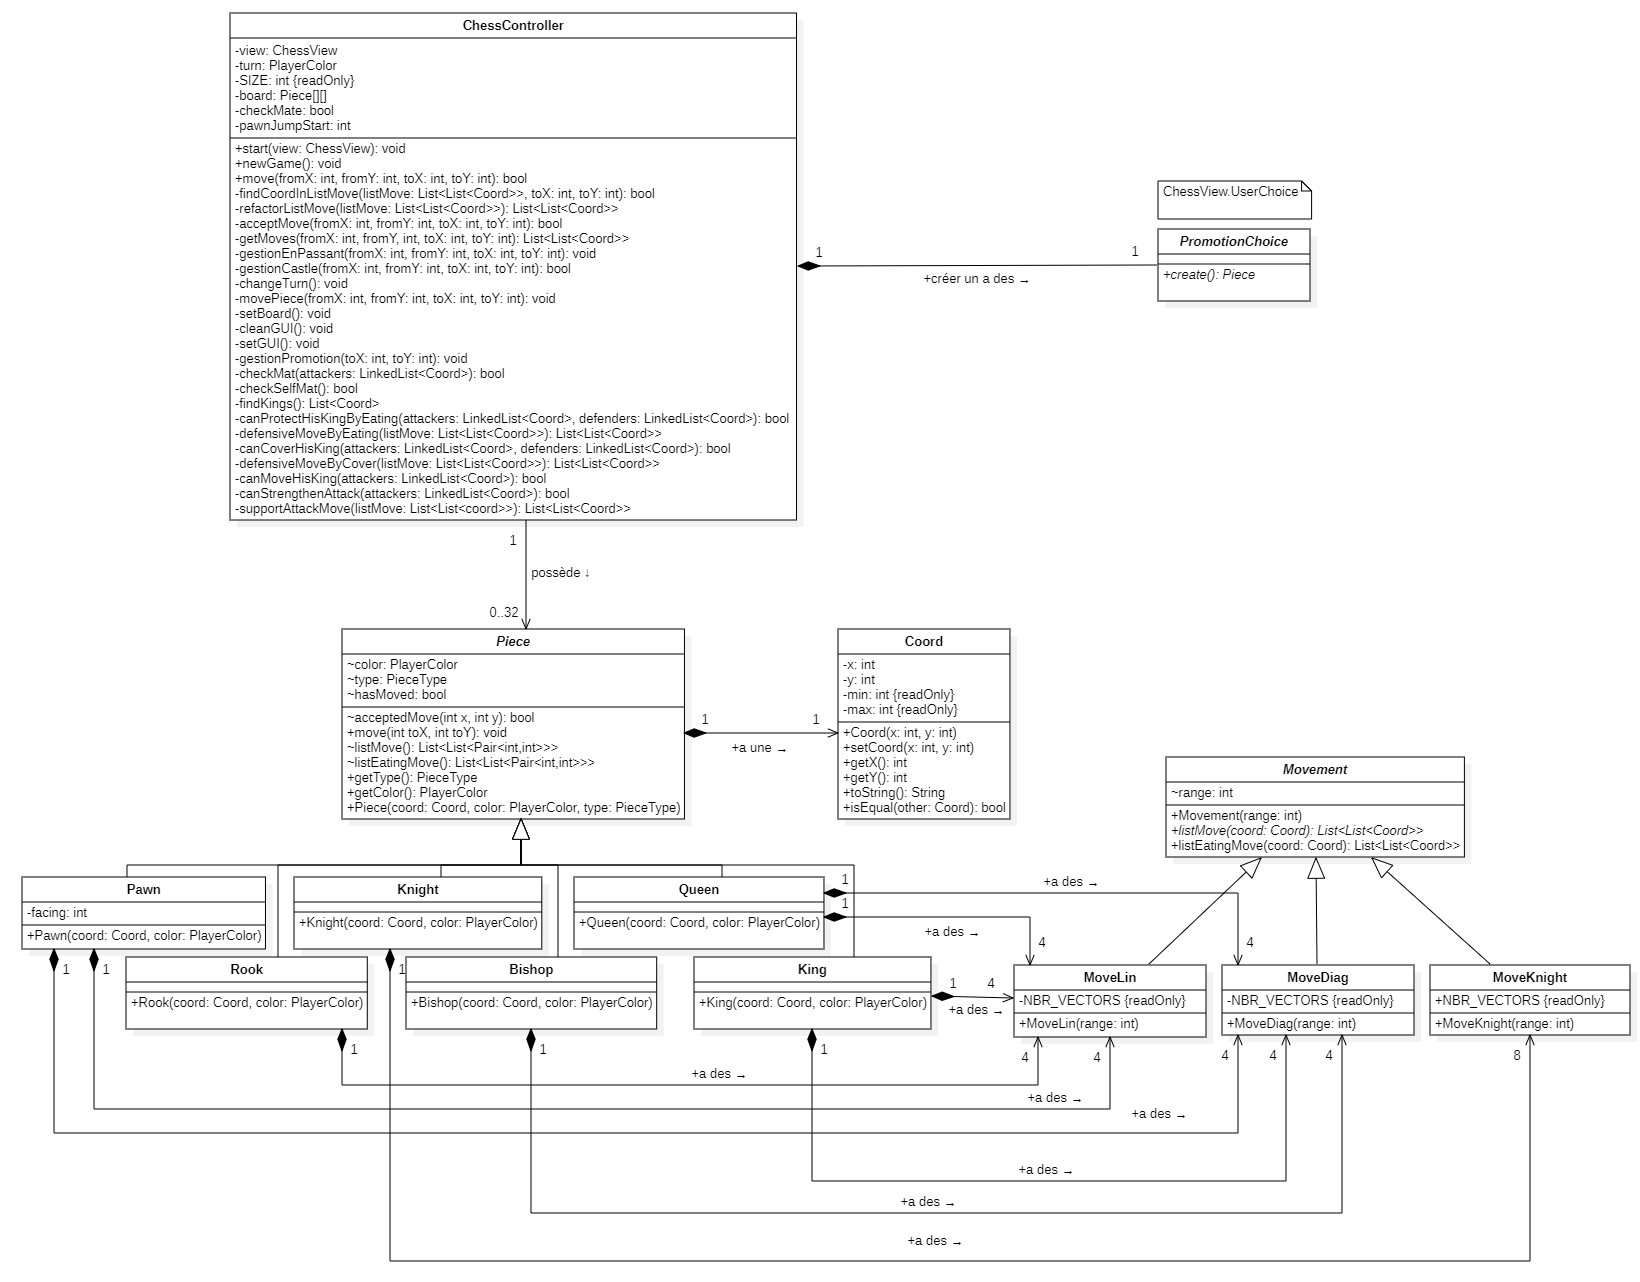 ChessController
-view: ChessView
-turn: PlayerColor
-SIZE: int {readOnly}
-board: Piece[][]
-checkMate: bool
-pawnJumpStart: int
+start(view: ChessView): void
+newGame(): void
+move(fromX: int, fromY: int, toX: int, toY: int): bool
-findCoordInListMove(listMove: List<List<Coord>>, toX: int, toY: int): bool
-refactorListMove(listMove: List<List<Coord>>): List<List<Coord>>
-acceptMove(fromX: int, fromY: int, toX: int, toY: int): bool
-getMoves(fromX: int, fromY, int, toX: int, toY: int): List<List<Coord>>
-gestionEnPassant(fromX: int, fromY: int, toX: int, toY: int): void
-gestionCastle(fromX: int, fromY: int, toX: int, toY: int): bool
-changeTurn(): void
-movePiece(fromX: int, fromY: int, toX: int, toY: int): void
-setBoard(): void
-cleanGUI(): void
-setGUI(): void
-gestionPromotion(toX: int, toY: int): void
-checkMat(attackers: LinkedList<Coord>): bool
-checkSelfMat(): bool
-findKings(): List<Coord>
-canProtectHisKingByEating(attackers: LinkedList<Coord>, defenders: LinkedList<Coord>): bool
-defensiveMoveByEating(listMove: List<List<Coord>>): List<List<Coord>>
-canCoverHisKing(attackers: LinkedList<Coord>, defenders: LinkedList<Coord>): bool
-defensiveMoveByCover(listMove: List<List<Coord>>): List<List<Coord>>
-canMoveHisKing(attackers: LinkedList<Coord>): bool
-canStrengthenAttack(attackers: LinkedList<Coord>): bool
-supportAttackMove(listMove: List<List<coord>>): List<List<Coord>>
1
1
+créer un a des →
ChessView.UserChoice
PromotionChoice
+create(): Piece
1
possède ↓
0..32
Piece
~color: PlayerColor
~type: PieceType
~hasMoved: bool
~acceptedMove(int x, int y): bool
+move(int toX, int toY): void
~listMove(): List<List<Pair<int,int>>>
~listEatingMove(): List<List<Pair<int,int>>>
+getType(): PieceType
+getColor(): PlayerColor
+Piece(coord: Coord, color: PlayerColor, type: PieceType)
1
1
+a une →
Coord
-x: int
-y: int
-min: int {readOnly}
-max: int {readOnly}
+Coord(x: int, y: int)
+setCoord(x: int, y: int)
+getX(): int
+getY(): int
+toString(): String
+isEqual(other: Coord): bool
Movement
~range: int
+Movement(range: int)
+listMove(coord: Coord): List<List<Coord>>
+listEatingMove(coord: Coord): List<List<Coord>>
Pawn
-facing: int
+Pawn(coord: Coord, color: PlayerColor)
1
1
Knight
+Knight(coord: Coord, color: PlayerColor)
1
Queen
+Queen(coord: Coord, color: PlayerColor)
1
+a des →
4
1
+a des →
4
Rook
+Rook(coord: Coord, color: PlayerColor)
1
Bishop
+Bishop(coord: Coord, color: PlayerColor)
1
King
+King(coord: Coord, color: PlayerColor)
1
1
4
+a des →
MoveLin
-NBR_VECTORS {readOnly}
+MoveLin(range: int)
MoveDiag
-NBR_VECTORS {readOnly}
+MoveDiag(range: int)
MoveKnight
+NBR_VECTORS {readOnly}
+MoveKnight(range: int)
4
4
4
4
4
8
+a des →
+a des →
+a des →
+a des →
+a des →
+a des →